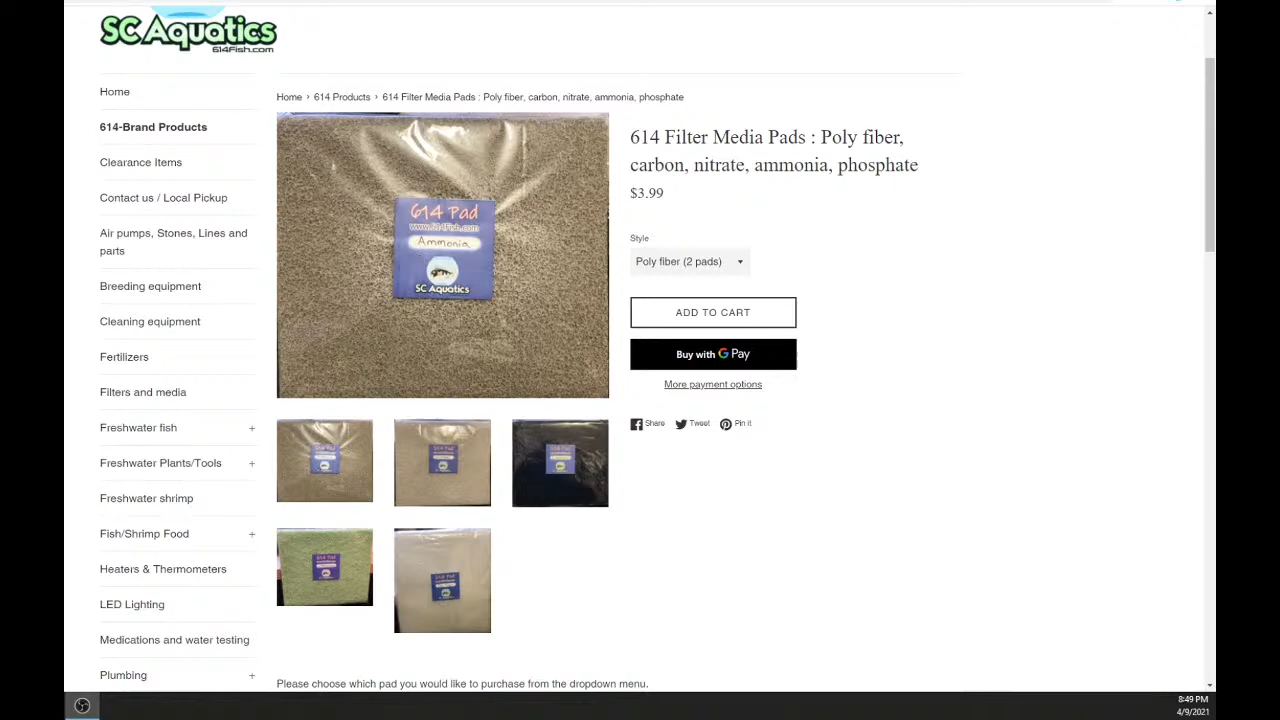 SC Aquatics
614Fish.com
Home
614-Brand Products
Clearance Items
Contact us / Local Pickup
Air pumps, Stones, Lines and
parts
Breeding equipment
Cleaning equipment
Fertilizers
Filters and media
Freshwater fish +
Freshwater Plants/Tools +
Freshwater shrimp
Fish/Shrimp Food +
Heaters & Thermometers
LED Lighting
Medications and water testing
Plumbing +
Home › 614 Products › 614 Filter Media Pads : Poly fiber, carbon, nitrate, ammonia, phosphate
614 Pad
www.614Fish.com
Ammonia
SC Aquatics
614 Filter Media Pads : Poly fiber,
carbon, nitrate, ammonia, phosphate
$3.99
Style
Poly fiber (2 pads)
ADD TO CART
Buy with G Pay
More payment options
Share Tweet Pin it
Please choose which pad you would like to purchase from the dropdown menu.
8:49 PM
4/9/2021